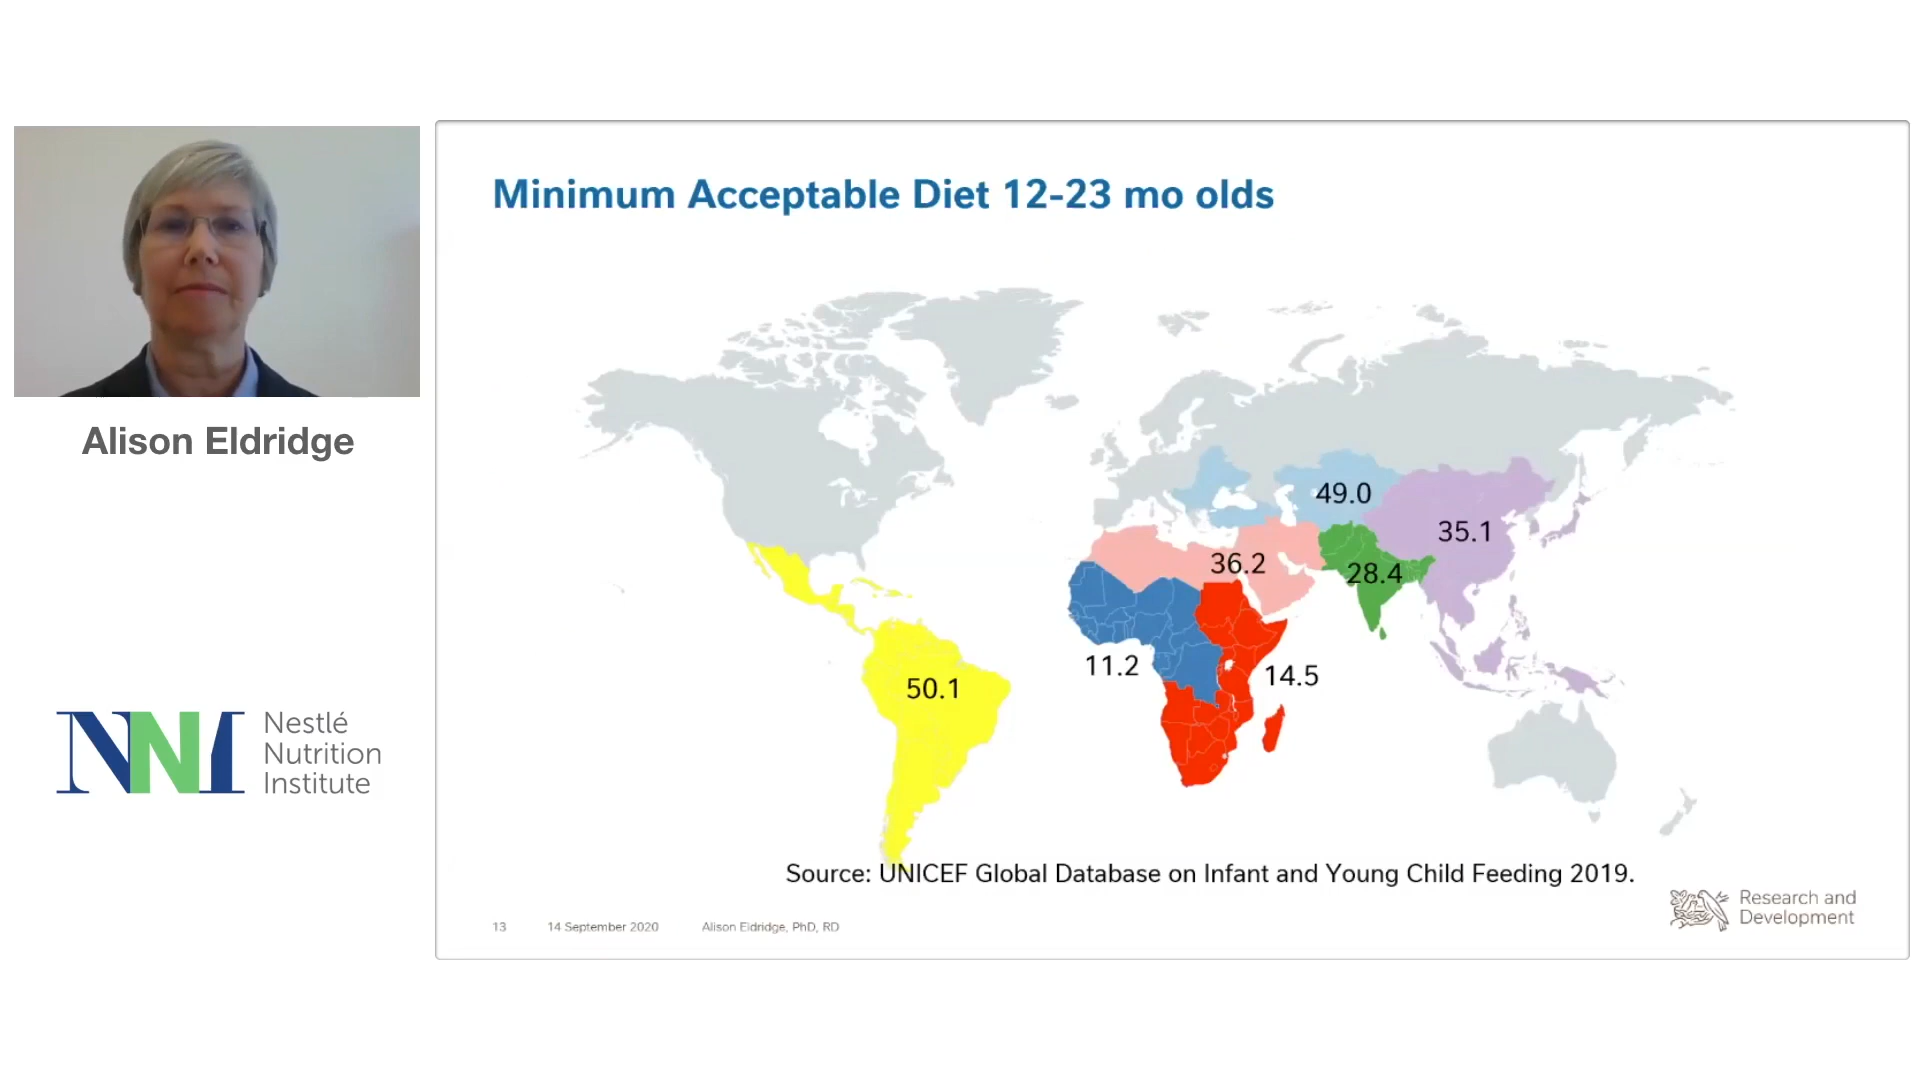 Alison Eldridge
NNI
Nestlé
Nutrition
Institute
Minimum Acceptable Diet 12-23 mo olds
49.0
35.1
36.2
28.4
11.2
14.5
50.1
Source: UNICEF Global Database on Infant and Young Child Feeding 2019.
13 14 September 2020 Alison Eldridge, PhD, RD
Research and
Development